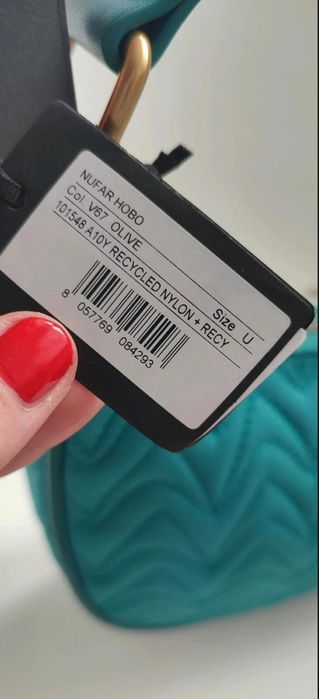 NUFAR HOBO
Col. V67 OLIVE Size U
101548 A10Y RECYCLED NYLON + RECY
8 057769 084293